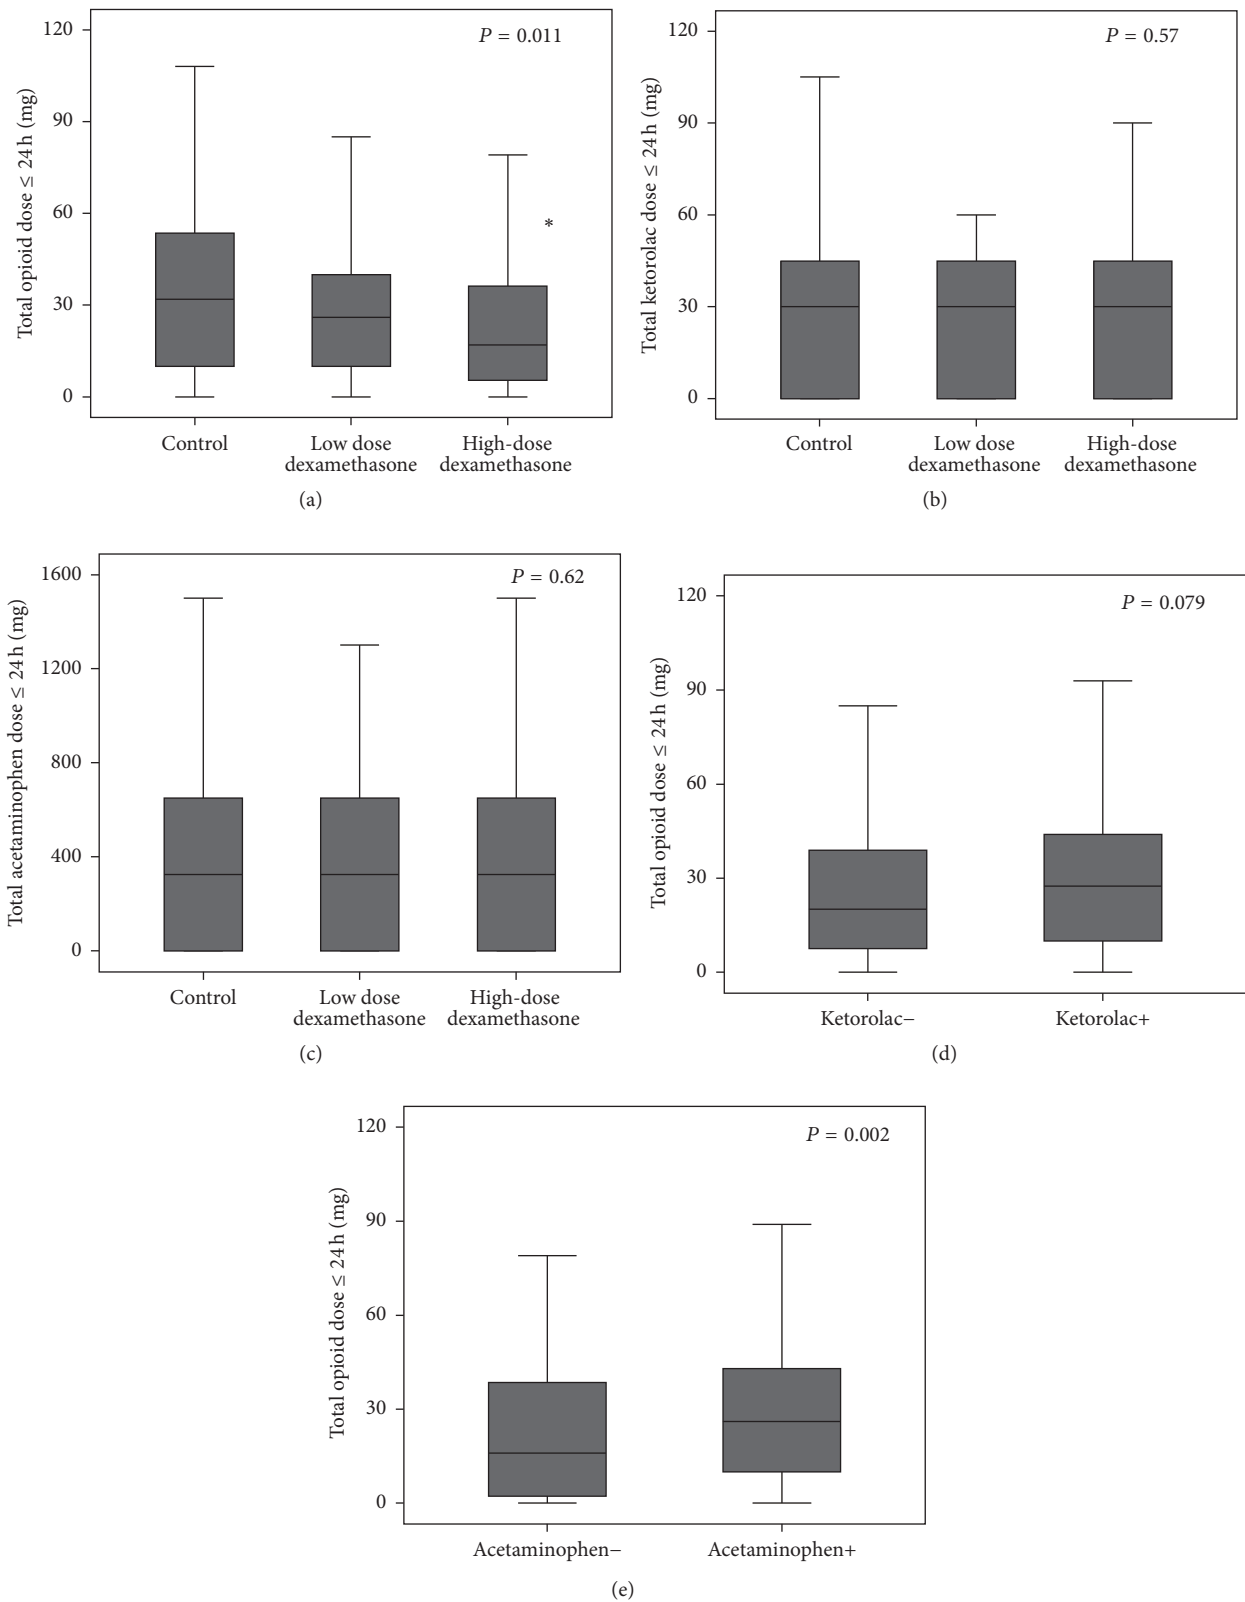 Total opioid dose ≤ 24 h (mg)
120
90
60
30
0
P = 0.011
*
Control
Low dose
dexamethasone
High-dose
dexamethasone
(a)
Total ketorolac dose ≤ 24 h (mg)
120
90
60
30
0
P = 0.57
Control
Low dose
dexamethasone
High-dose
dexamethasone
(b)
Total acetaminophen dose ≤ 24 h (mg)
1600
1200
800
400
0
P = 0.62
Control
Low dose
dexamethasone
High-dose
dexamethasone
(c)
Total opioid dose ≤ 24 h (mg)
120
90
60
30
0
P = 0.079
Ketorolac−
Ketorolac+
(d)
Total opioid dose ≤ 24 h (mg)
120
90
60
30
0
P = 0.002
Acetaminophen−
Acetaminophen+
(e)